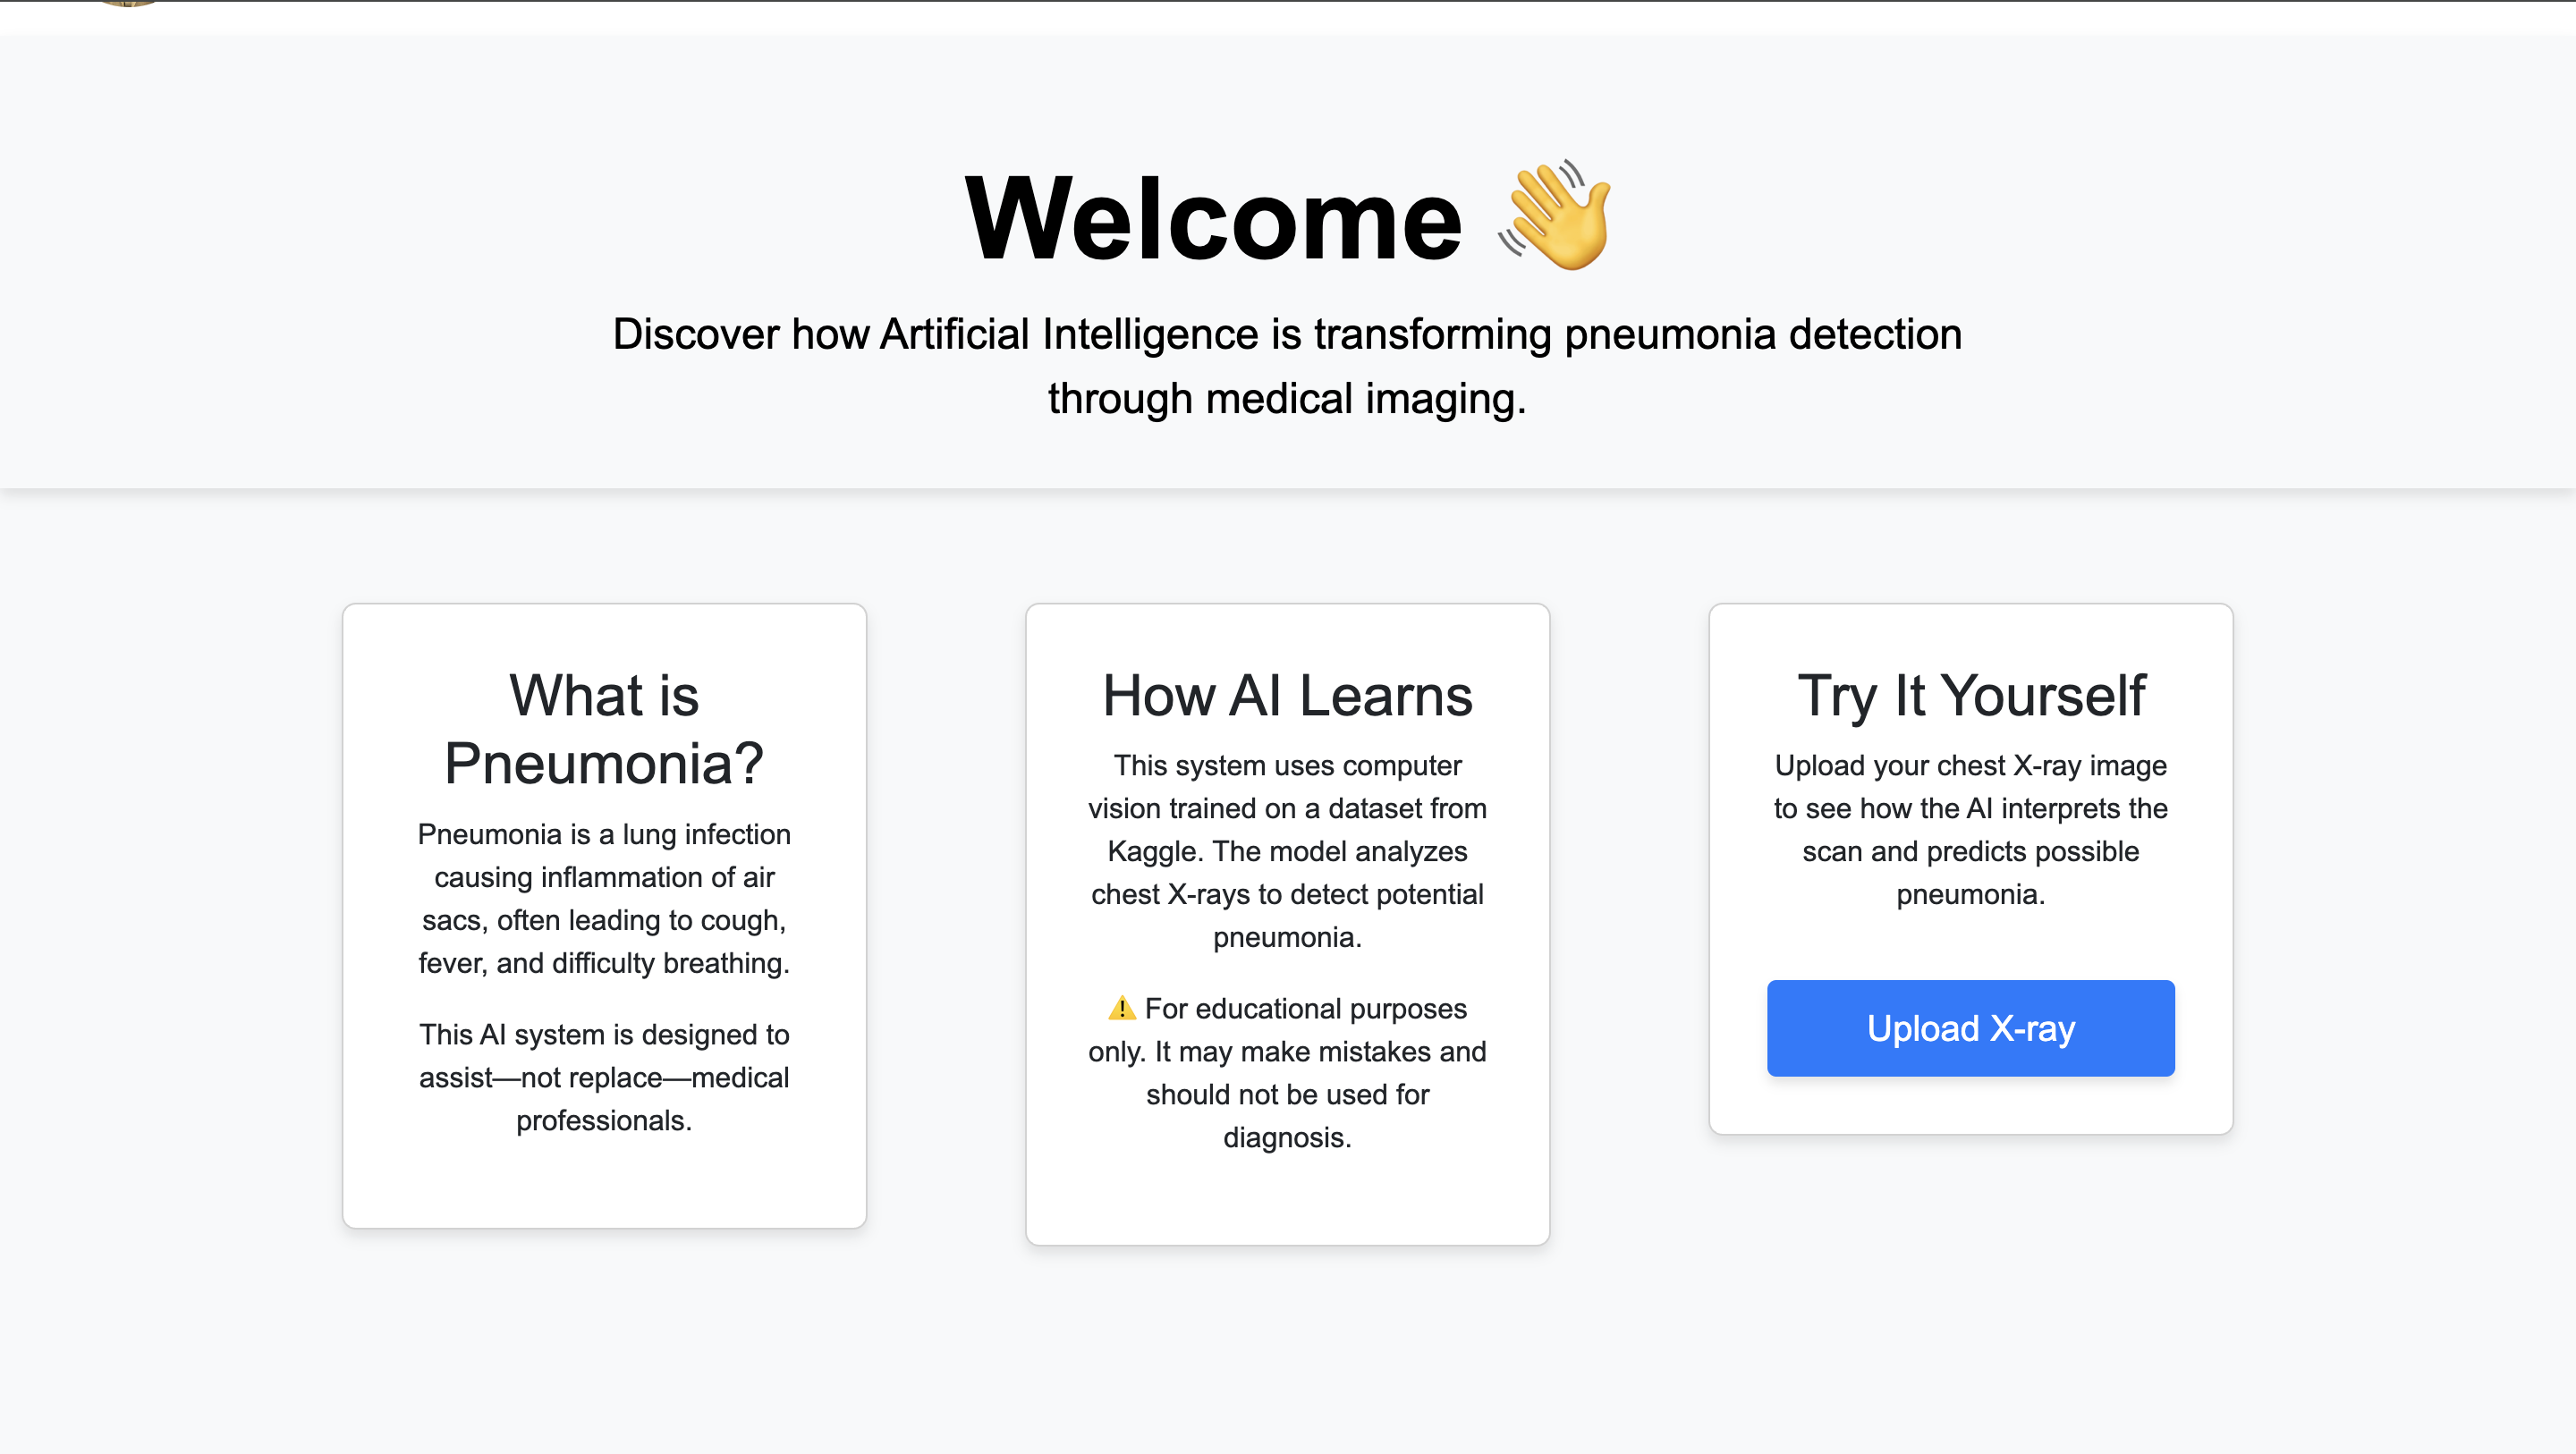 Welcome 👋
Discover how Artificial Intelligence is transforming pneumonia detection
through medical imaging.
What is
Pneumonia?
Pneumonia is a lung infection
causing inflammation of air
sacs, often leading to cough,
fever, and difficulty breathing.
This AI system is designed to
assist—not replace—medical
professionals.
How AI Learns
This system uses computer
vision trained on a dataset from
Kaggle. The model analyzes
chest X-rays to detect potential
pneumonia.
⚠️ For educational purposes
only. It may make mistakes and
should not be used for
diagnosis.
Try It Yourself
Upload your chest X-ray image
to see how the AI interprets the
scan and predicts possible
pneumonia.
Upload X-ray